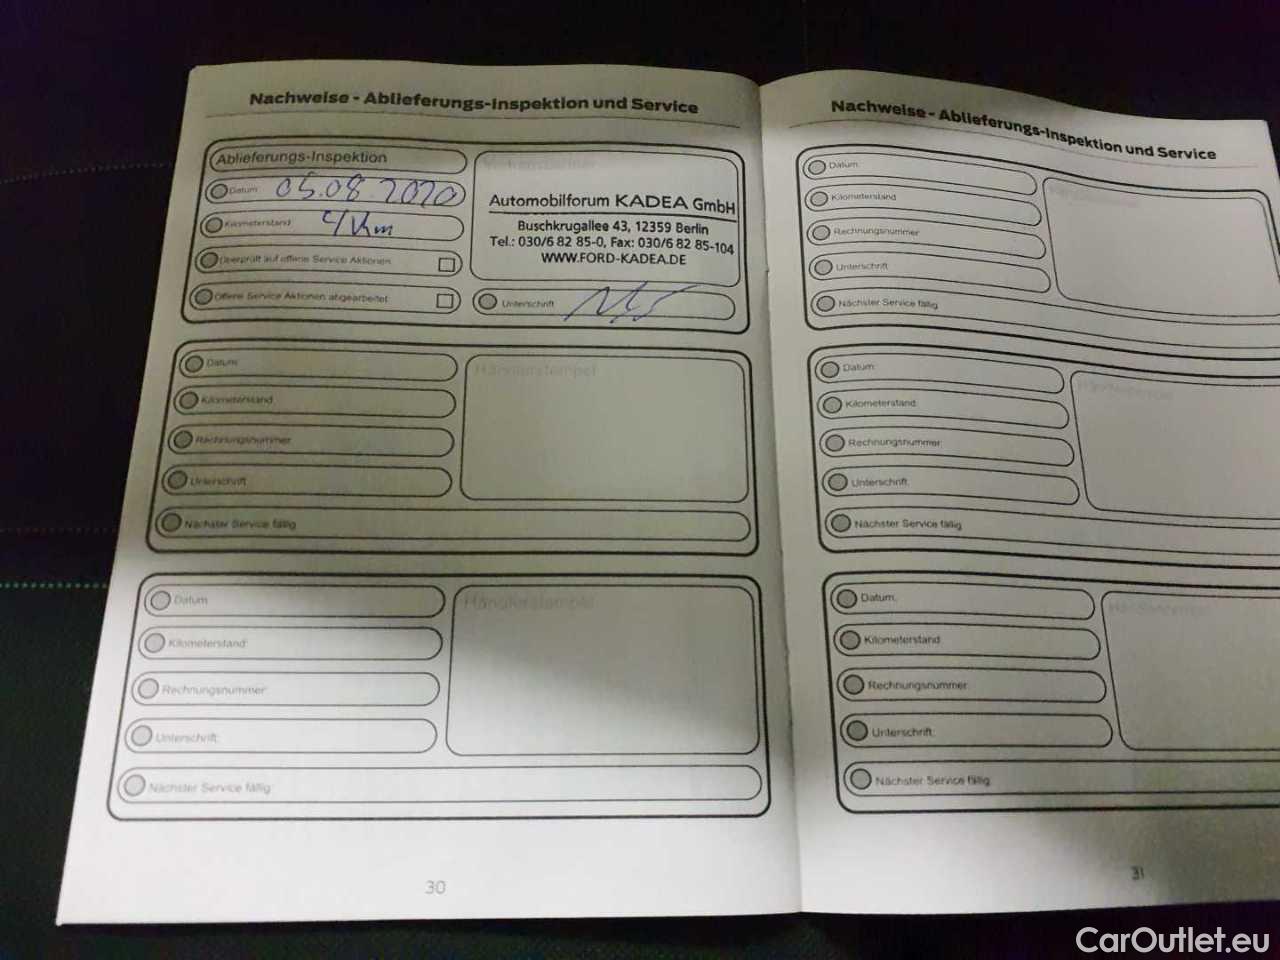 Nachweise - Ablieferungs-Inspektion und Service
Ablieferungs-Inspektion
Datum: 05.08.2020
Kilometerstand: 4/Km
Überprüft auf offene Service Aktionen
Offene Service Aktionen abgearbeitet
Automobilforum KADEA GmbH
Buschkrugallee 43, 12359 Berlin
Tel.: 030/6 82 85-0, Fax: 030/6 82 85-104
WWW.FORD-KADEA.DE
Unterschrift
Datum:
Kilometerstand
Rechnungsnummer
Unterschrift
Nächster Service fällig
Händlerstempel
Datum
Kilometerstand:
Rechnungsnummer:
Unterschrift:
Nächster Service fällig:
Händlerstempel
30
Nachweise - Ablieferungs-Inspektion und Service
Datum:
Kilometerstand
Rechnungsnummer
Unterschrift
Nächster Service fällig
Datum:
Kilometerstand:
Rechnungsnummer:
Unterschrift:
Nächster Service fällig
Händlerstempel
Datum:
Kilometerstand:
Rechnungsnummer:
Unterschrift:
Nächster Service fällig
Händlerstempel
31
CarOutlet.eu